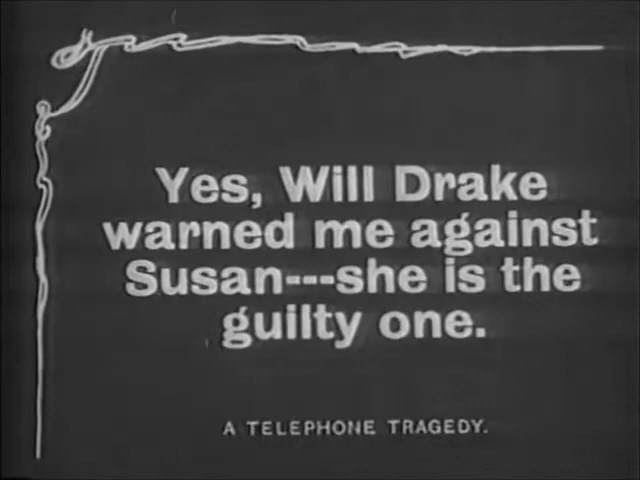 Yes, Will Drake
warned me against
Susan---she is the
guilty one.
A TELEPHONE TRAGEDY.